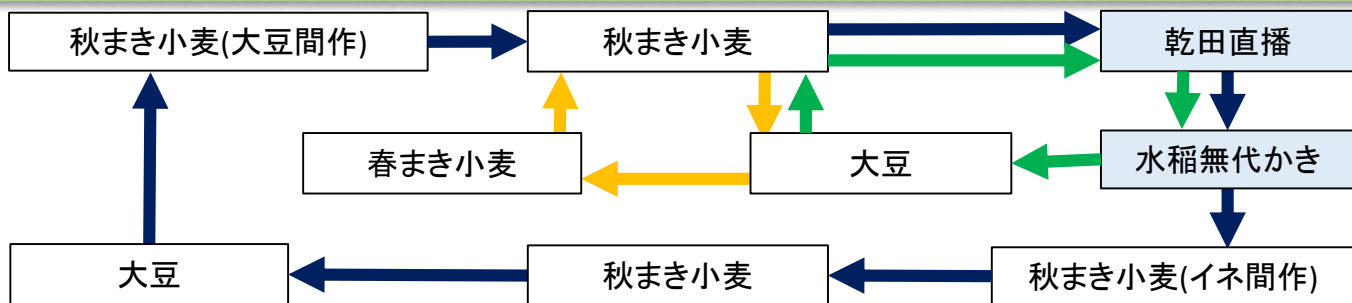 秋まき小麦(大豆間作)
秋まき小麦
乾田直播
春まき小麦
大豆
水稲無代かき
大豆
秋まき小麦
秋まき小麦(イネ間作)